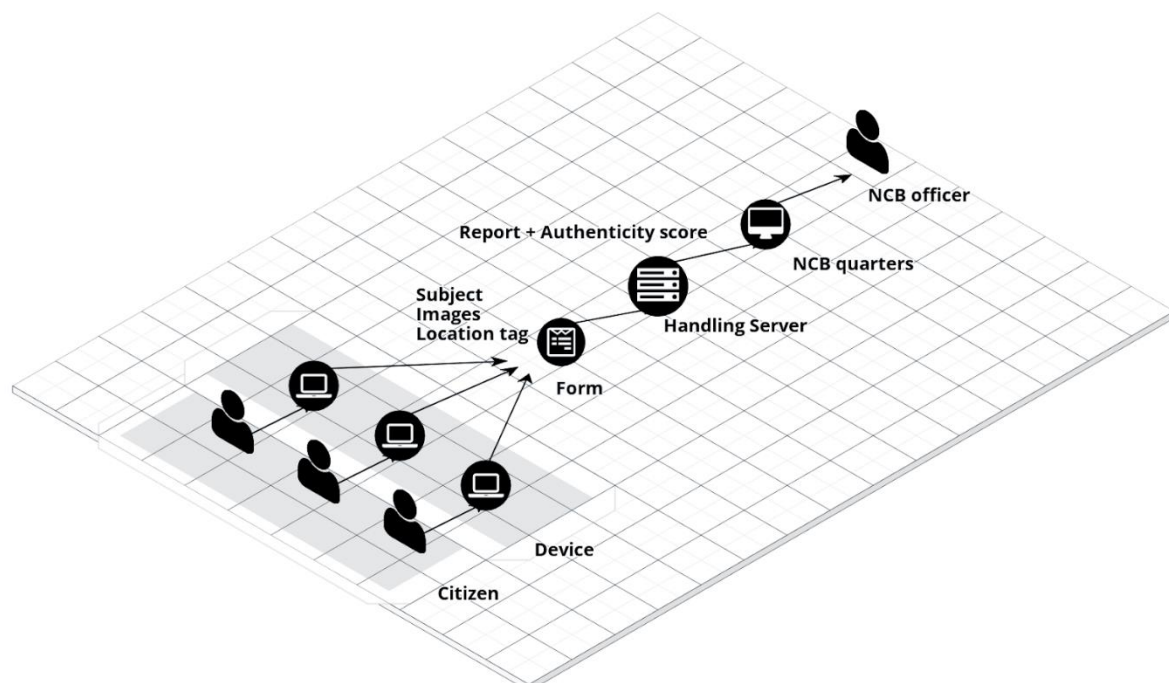 NCB officer
Report + Authenticity score
NCB quarters
Subject
Images
Location tag
Handling Server
Form
Device
Citizen